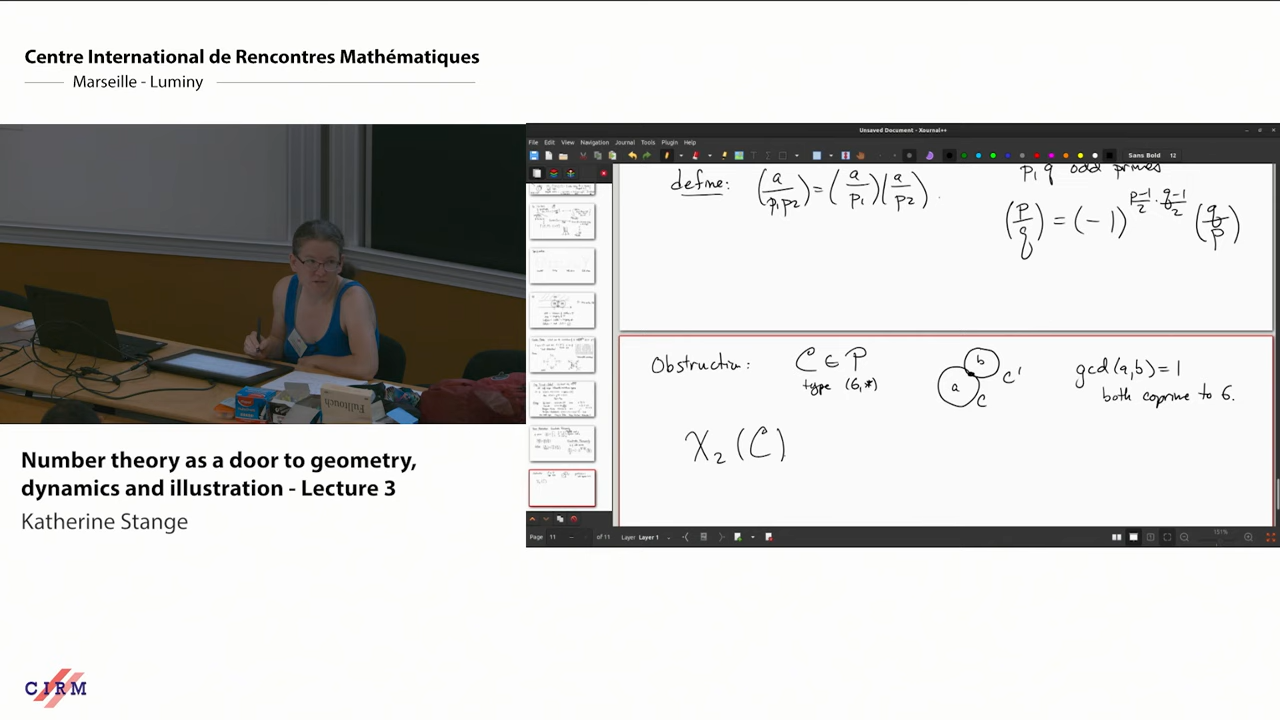 Centre International de Rencontres Mathématiques
Marseille - Luminy
Unsaved Document - Xournal++
File Edit View Navigation Journal Tools Plugin Help
Sans Bold 12
define: (a/p₁p₂) = (a/p₁)(a/p₂).
p, q odd primes
(p/q) = (-1)^{p-1/2 · q-1/2} (q/p)
Obstruction: C ∈ P
type (6,*)
a b C C'
gcd(a,b)=1
both coprime to 6.
χ₂(C)
Page 11 of 11 Layer Layer 1 151%
Fulltouch
Number theory as a door to geometry,
dynamics and illustration - Lecture 3
Katherine Stange
CIRM